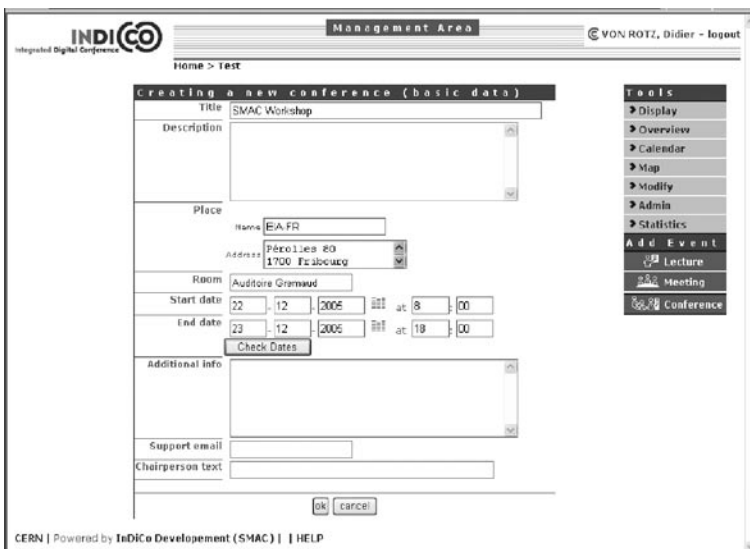 INDICO
Integrated Digital Conference
Management Area
VON ROTZ, Didier - logout
Home > Test
Creating a new conference (basic data)
Title SMAC Workshop
Description
Place
Name EIA-FR
Address Pérolles 80
1700 Fribourg
Room Auditoire Gremaud
Start date 22 - 12 - 2005 at 8 : 00
End date 23 - 12 - 2005 at 18 : 00
Check Dates
Additional info
Support email
Chairperson text
ok cancel
Tools
Display
Overview
Calendar
Map
Modify
Admin
Statistics
Add Event
Lecture
Meeting
Conference
CERN | Powered by InDiCo Developement (SMAC) | | HELP